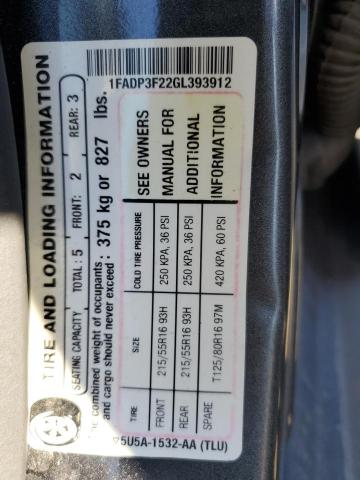 TIRE AND LOADING INFORMATION
SEATING CAPACITY TOTAL: 5 FRONT: 2 REAR: 3
The combined weight of occupants and cargo should never exceed : 375 kg or 827 lbs.
1FADP3F22GL393912
TIRE SIZE COLD TIRE PRESSURE SEE OWNERS
FRONT 215/55R16 93H 250 KPA, 36 PSI MANUAL FOR
REAR 215/55R16 93H 250 KPA, 36 PSI ADDITIONAL
SPARE T125/80R16 97M 420 KPA, 60 PSI INFORMATION
5U5A-1532-AA (TLU)